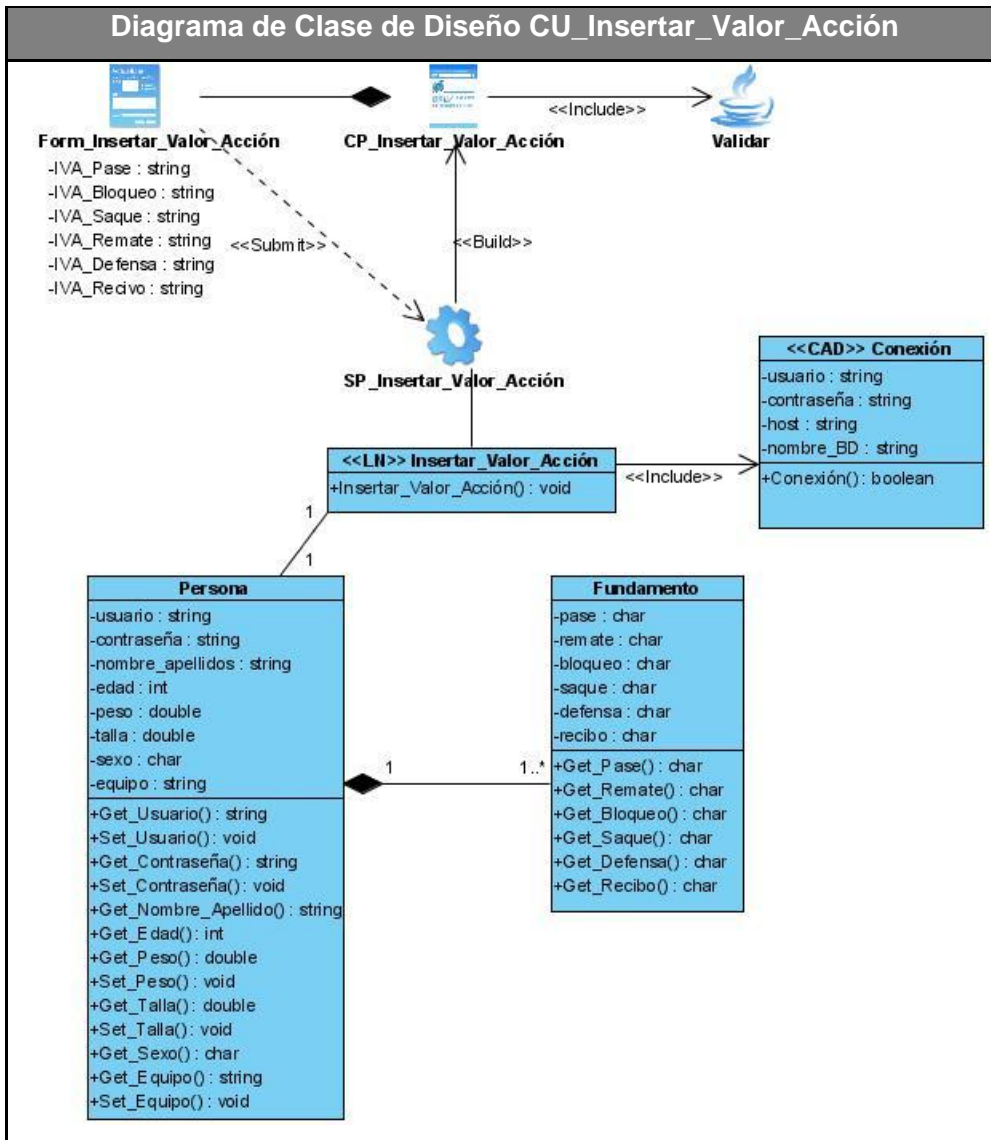 Diagrama de Clase de Diseño CU_Insertar_Valor_Acción
Form_Insertar_Valor_Acción
-IVA_Pase : string
-IVA_Bloqueo : string
-IVA_Saque : string
-IVA_Remate : string
-IVA_Defensa : string
-IVA_Recivo : string
CP_Insertar_Valor_Acción
<<Include>>
Validar
<<Submit>>
<<Build>>
SP_Insertar_Valor_Acción
<<LN>> Insertar_Valor_Acción
+Insertar_Valor_Acción() : void
<<Include>>
<<CAD>> Conexión
-usuario : string
-contraseña : string
-host : string
-nombre_BD : string
+Conexión() : boolean
1
1
Persona
-usuario : string
-contraseña : string
-nombre_apellidos : string
-edad : int
-peso : double
-talla : double
-sexo : char
-equipo : string
+Get_Usuario() : string
+Set_Usuario() : void
+Get_Contraseña() : string
+Set_Contraseña() : void
+Get_Nombre_Apellido() : string
+Get_Edad() : int
+Get_Peso() : double
+Set_Peso() : void
+Get_Talla() : double
+Set_Talla() : void
+Get_Sexo() : char
+Get_Equipo() : string
+Set_Equipo() : void
1
1..*
Fundamento
-pase : char
-remate : char
-bloqueo : char
-saque : char
-defensa : char
-recibo : char
+Get_Pase() : char
+Get_Remate() : char
+Get_Bloqueo() : char
+Get_Saque() : char
+Get_Defensa() : char
+Get_Recibo() : char